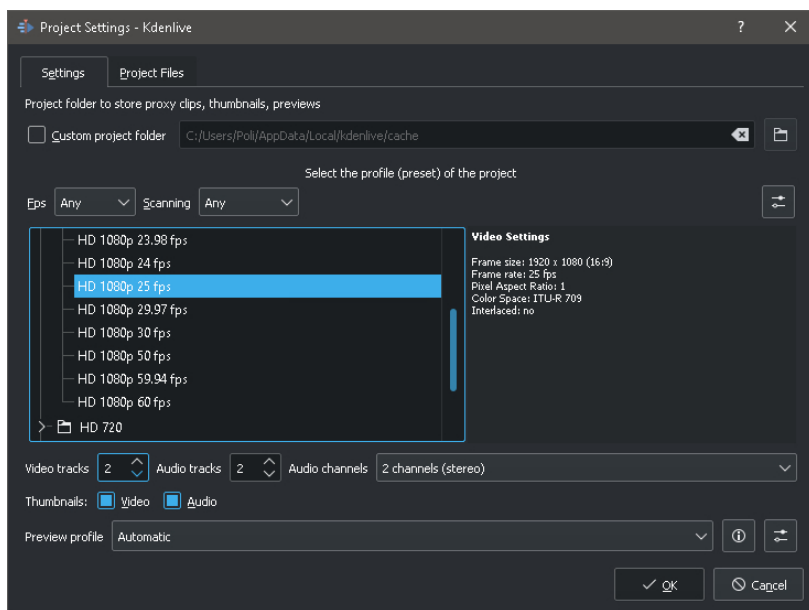 Project Settings - Kdenlive ? ×
Settings Project Files
Project folder to store proxy clips, thumbnails, previews
Custom project folder C:/Users/Poli/AppData/Local/kdenlive/cache
Select the profile (preset) of the project
Fps Any Scanning Any
HD 1080p 23.98 fps
HD 1080p 24 fps
HD 1080p 25 fps
HD 1080p 29.97 fps
HD 1080p 30 fps
HD 1080p 50 fps
HD 1080p 59.94 fps
HD 1080p 60 fps
HD 720
Video Settings
Frame size: 1920 x 1080 (16:9)
Frame rate: 25 fps
Pixel Aspect Ratio: 1
Color Space: ITU-R 709
Interlaced: no
Video tracks 2 Audio tracks 2 Audio channels 2 channels (stereo)
Thumbnails: Video Audio
Preview profile Automatic
OK Cancel